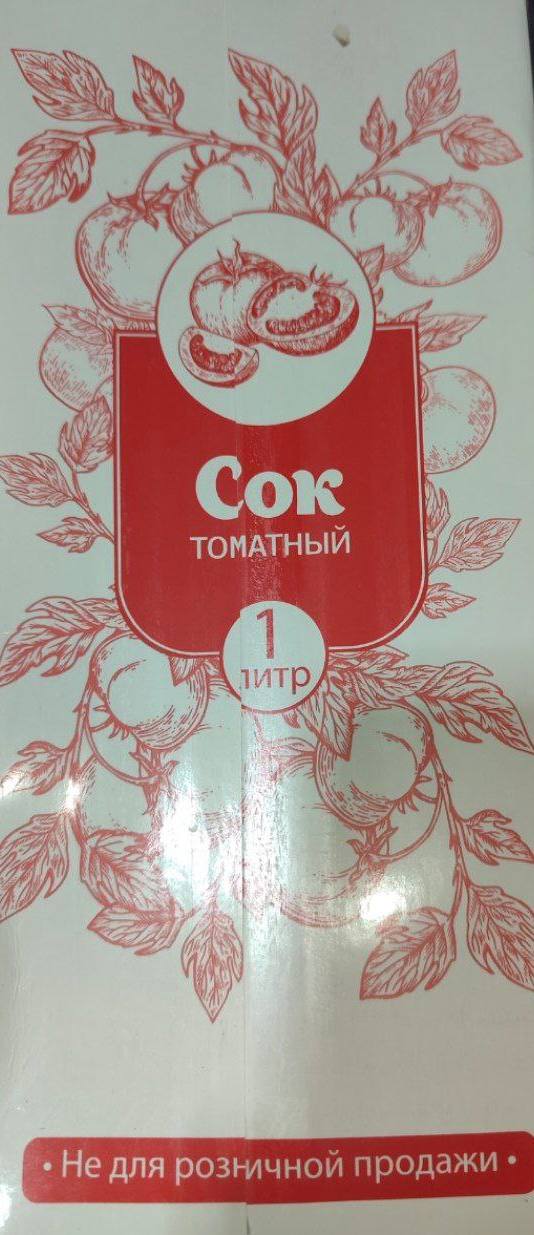 Сок
ТОМАТНЫЙ
1
литр
• Не для розничной продажи •